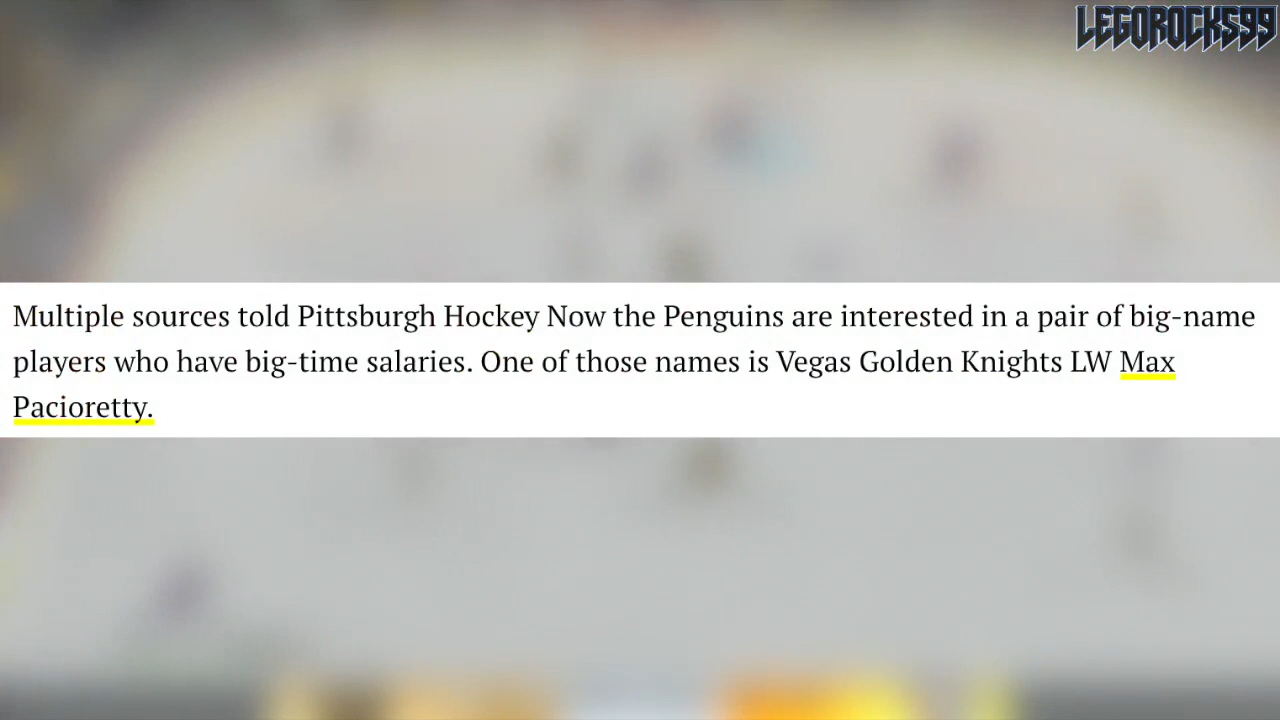 LEGOROCKS99
Multiple sources told Pittsburgh Hockey Now the Penguins are interested in a pair of big-name
players who have big-time salaries. One of those names is Vegas Golden Knights LW Max
Pacioretty.